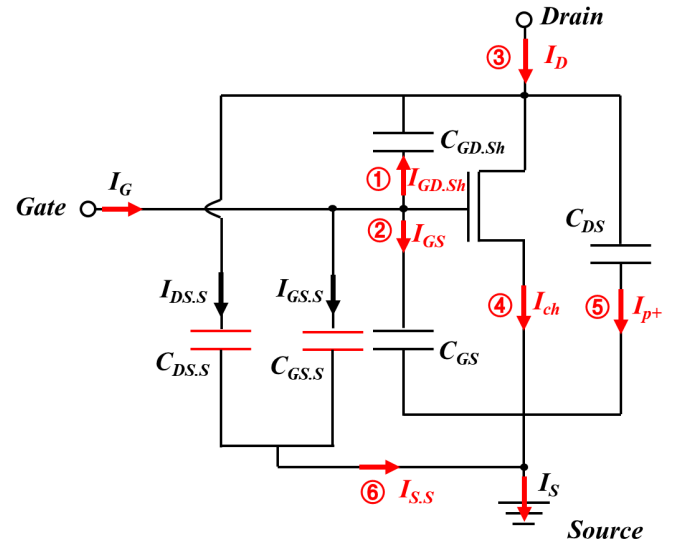 Drain
③ I_D
C_GD.Sh
I_G
① I_GD.Sh
Gate
② I_GS
C_DS
I_DS.S
I_GS.S
④ I_ch
⑤ I_p+
C_DS.S
C_GS.S
C_GS
⑥ I_S.S
I_S
Source